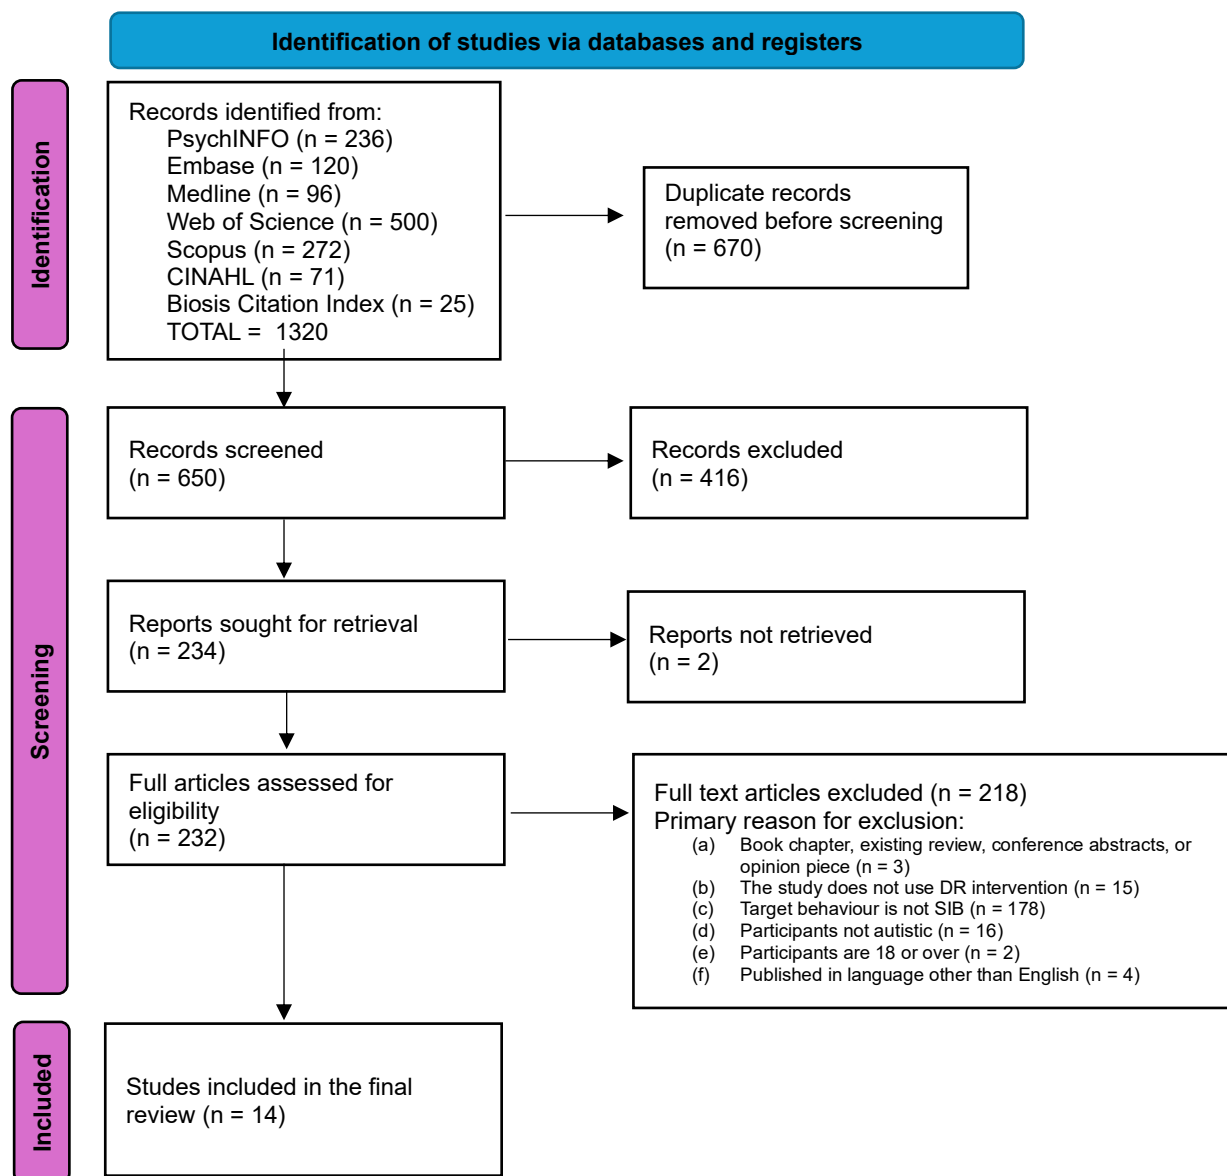 Identification of studies via databases and registers
Identification
Records identified from:
PsychINFO (n = 236)
Embase (n = 120)
Medline (n = 96)
Web of Science (n = 500)
Scopus (n = 272)
CINAHL (n = 71)
Biosis Citation Index (n = 25)
TOTAL = 1320
Duplicate records
removed before screening
(n = 670)
Screening
Records screened
(n = 650)
Records excluded
(n = 416)
Reports sought for retrieval
(n = 234)
Reports not retrieved
(n = 2)
Full articles assessed for
eligibility
(n = 232)
Full text articles excluded (n = 218)
Primary reason for exclusion:
(a) Book chapter, existing review, conference abstracts, or
opinion piece (n = 3)
(b) The study does not use DR intervention (n = 15)
(c) Target behaviour is not SIB (n = 178)
(d) Participants not autistic (n = 16)
(e) Participants are 18 or over (n = 2)
(f) Published in language other than English (n = 4)
Included
Studes included in the final
review (n = 14)